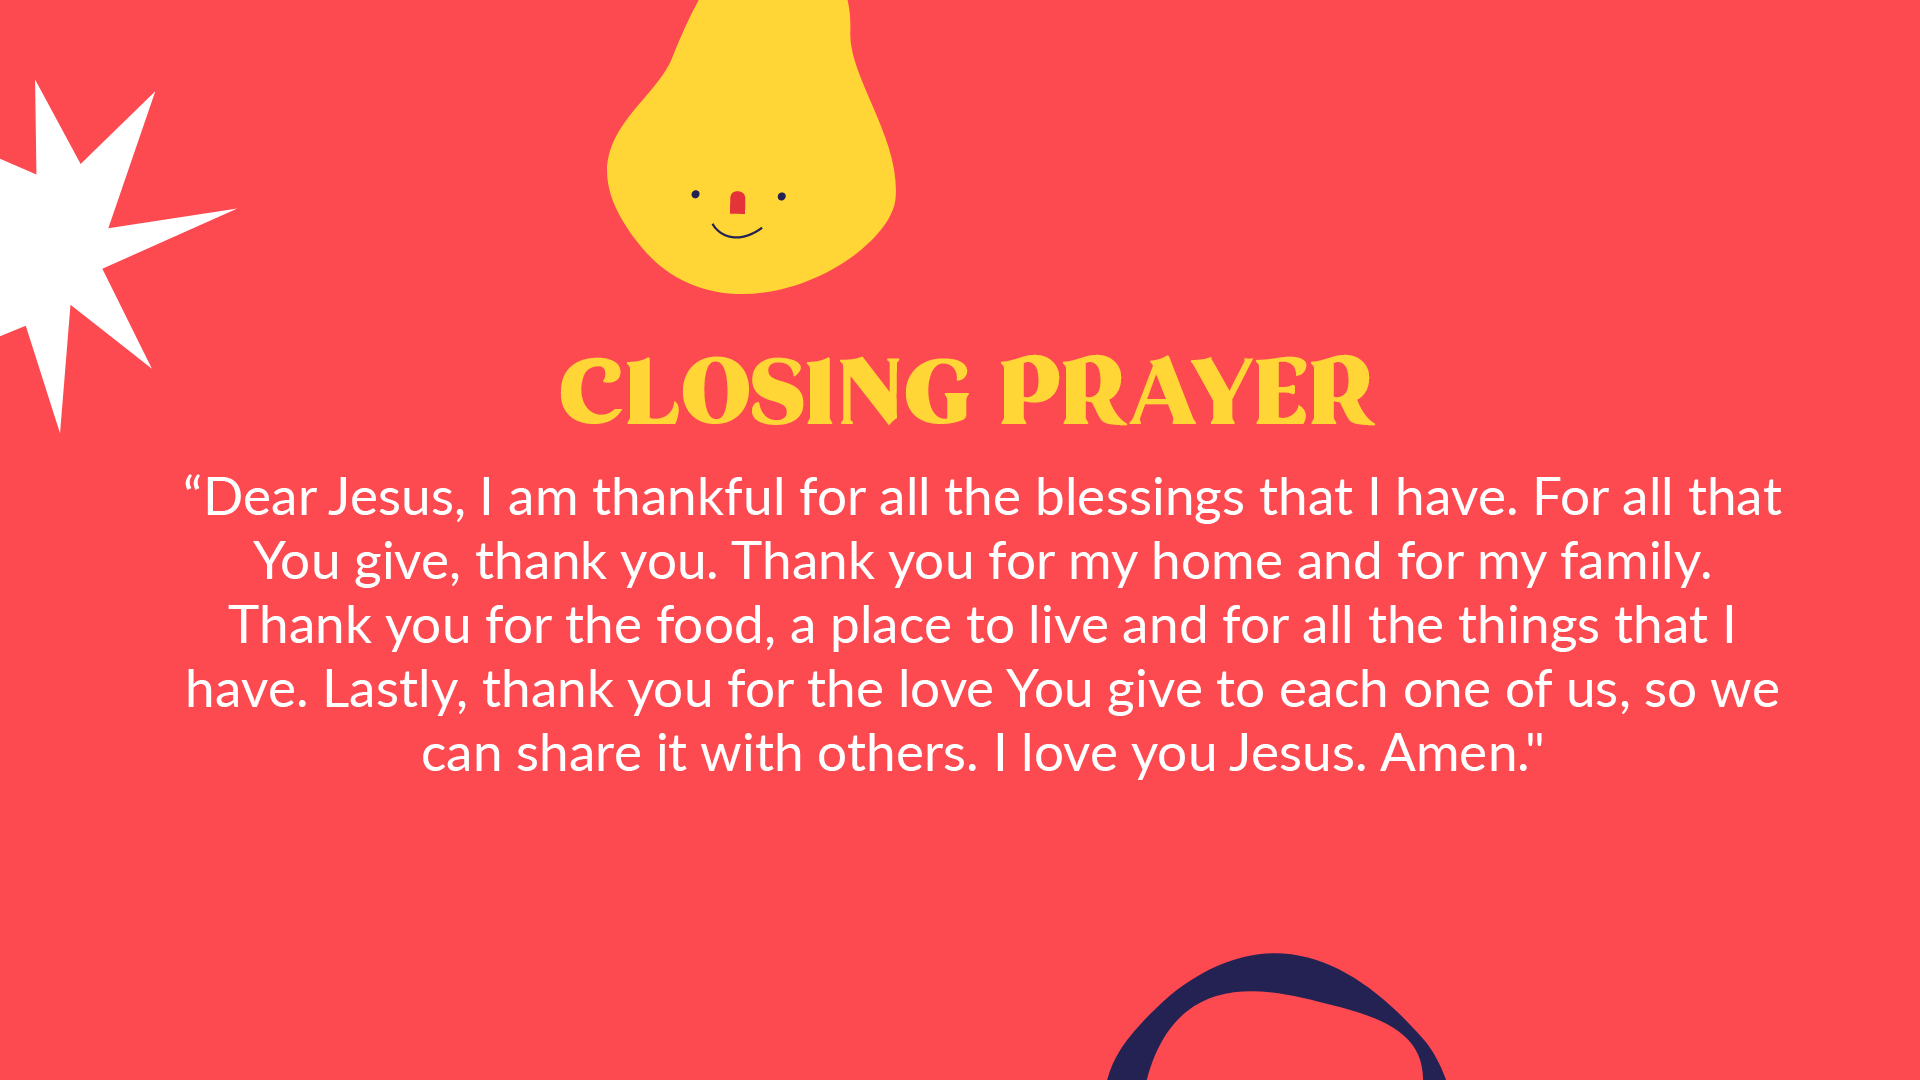 CLOSING PRAYER
“Dear Jesus, I am thankful for all the blessings that I have. For all that
You give, thank you. Thank you for my home and for my family.
Thank you for the food, a place to live and for all the things that I
have. Lastly, thank you for the love You give to each one of us, so we
can share it with others. I love you Jesus. Amen."